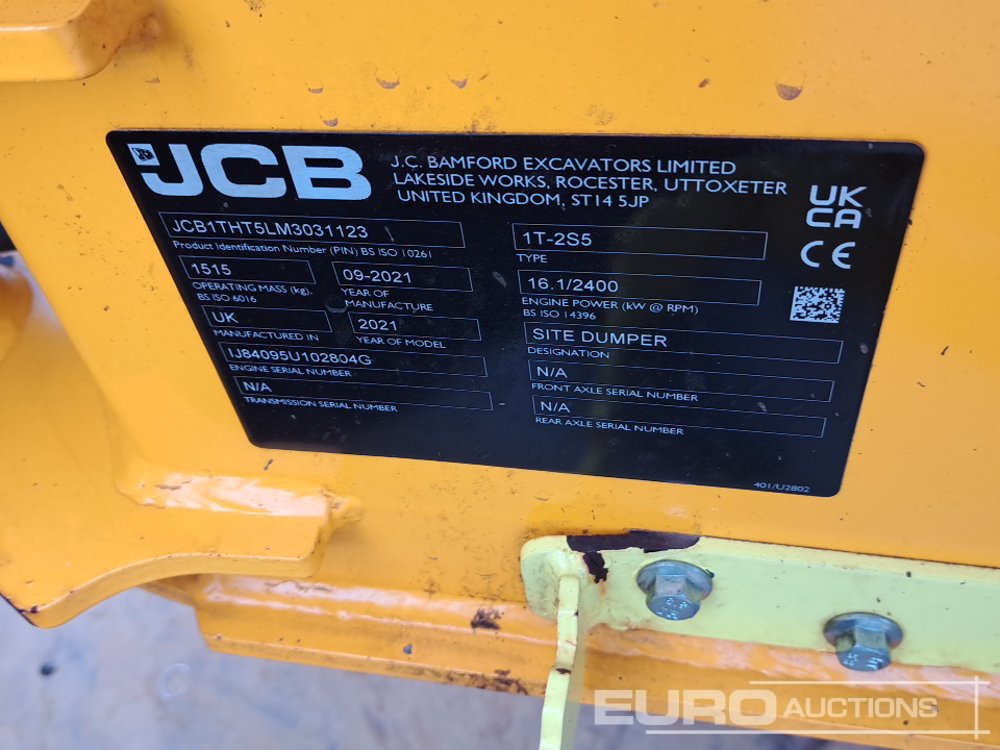 JCB
J.C. BAMFORD EXCAVATORS LIMITED
LAKESIDE WORKS, ROCESTER, UTTOXETER
UNITED KINGDOM, ST14 5JP
UK
CA
CE
JCB1THT5LM3031123
Product Identification Number (PIN) BS ISO 10261
1515
OPERATING MASS (kg).
BS ISO 6016
09-2021
YEAR OF
MANUFACTURE
UK
MANUFACTURED IN
2021
YEAR OF MODEL
IJ84095U102804G
ENGINE SERIAL NUMBER
N/A
TRANSMISSION SERIAL NUMBER
1T-2S5
TYPE
16.1/2400
ENGINE POWER (kW @ RPM)
BS ISO 14396
SITE DUMPER
DESIGNATION
N/A
FRONT AXLE SERIAL NUMBER
N/A
REAR AXLE SERIAL NUMBER
401/U2802
EURO AUCTIONS